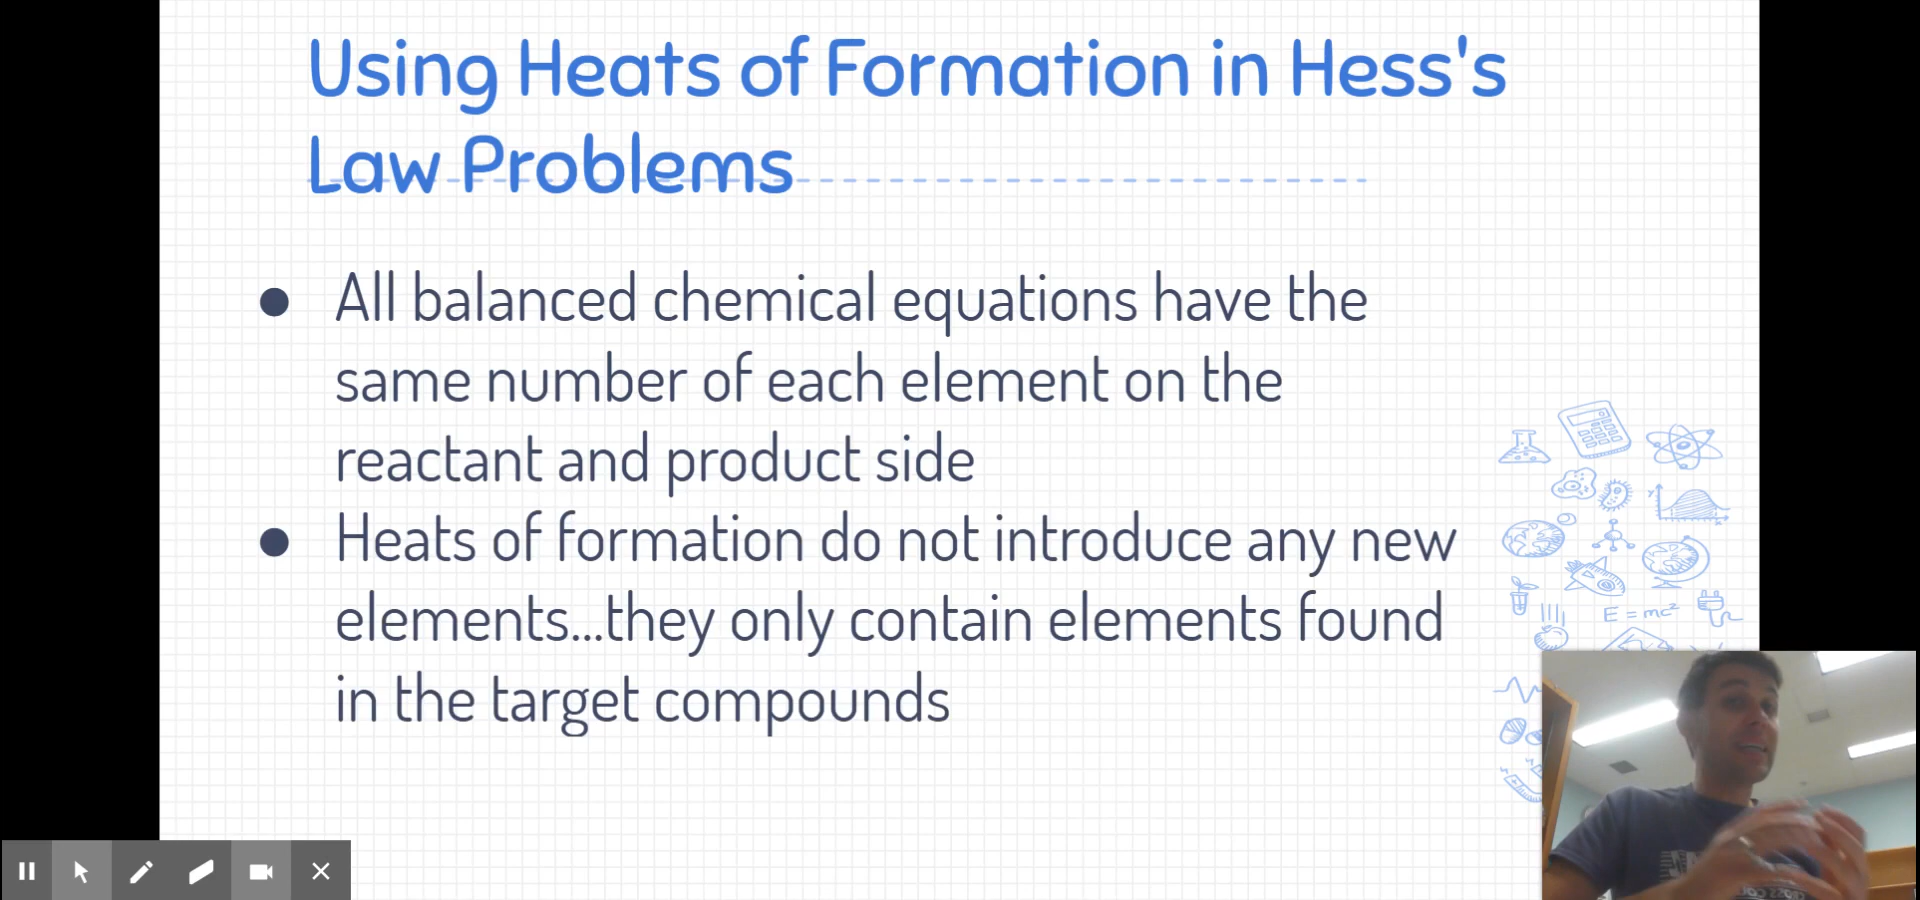 Using Heats of Formation in Hess's
Law Problems
● All balanced chemical equations have the
same number of each element on the
reactant and product side
● Heats of formation do not introduce any new
elements...they only contain elements found
in the target compounds
E = mc²